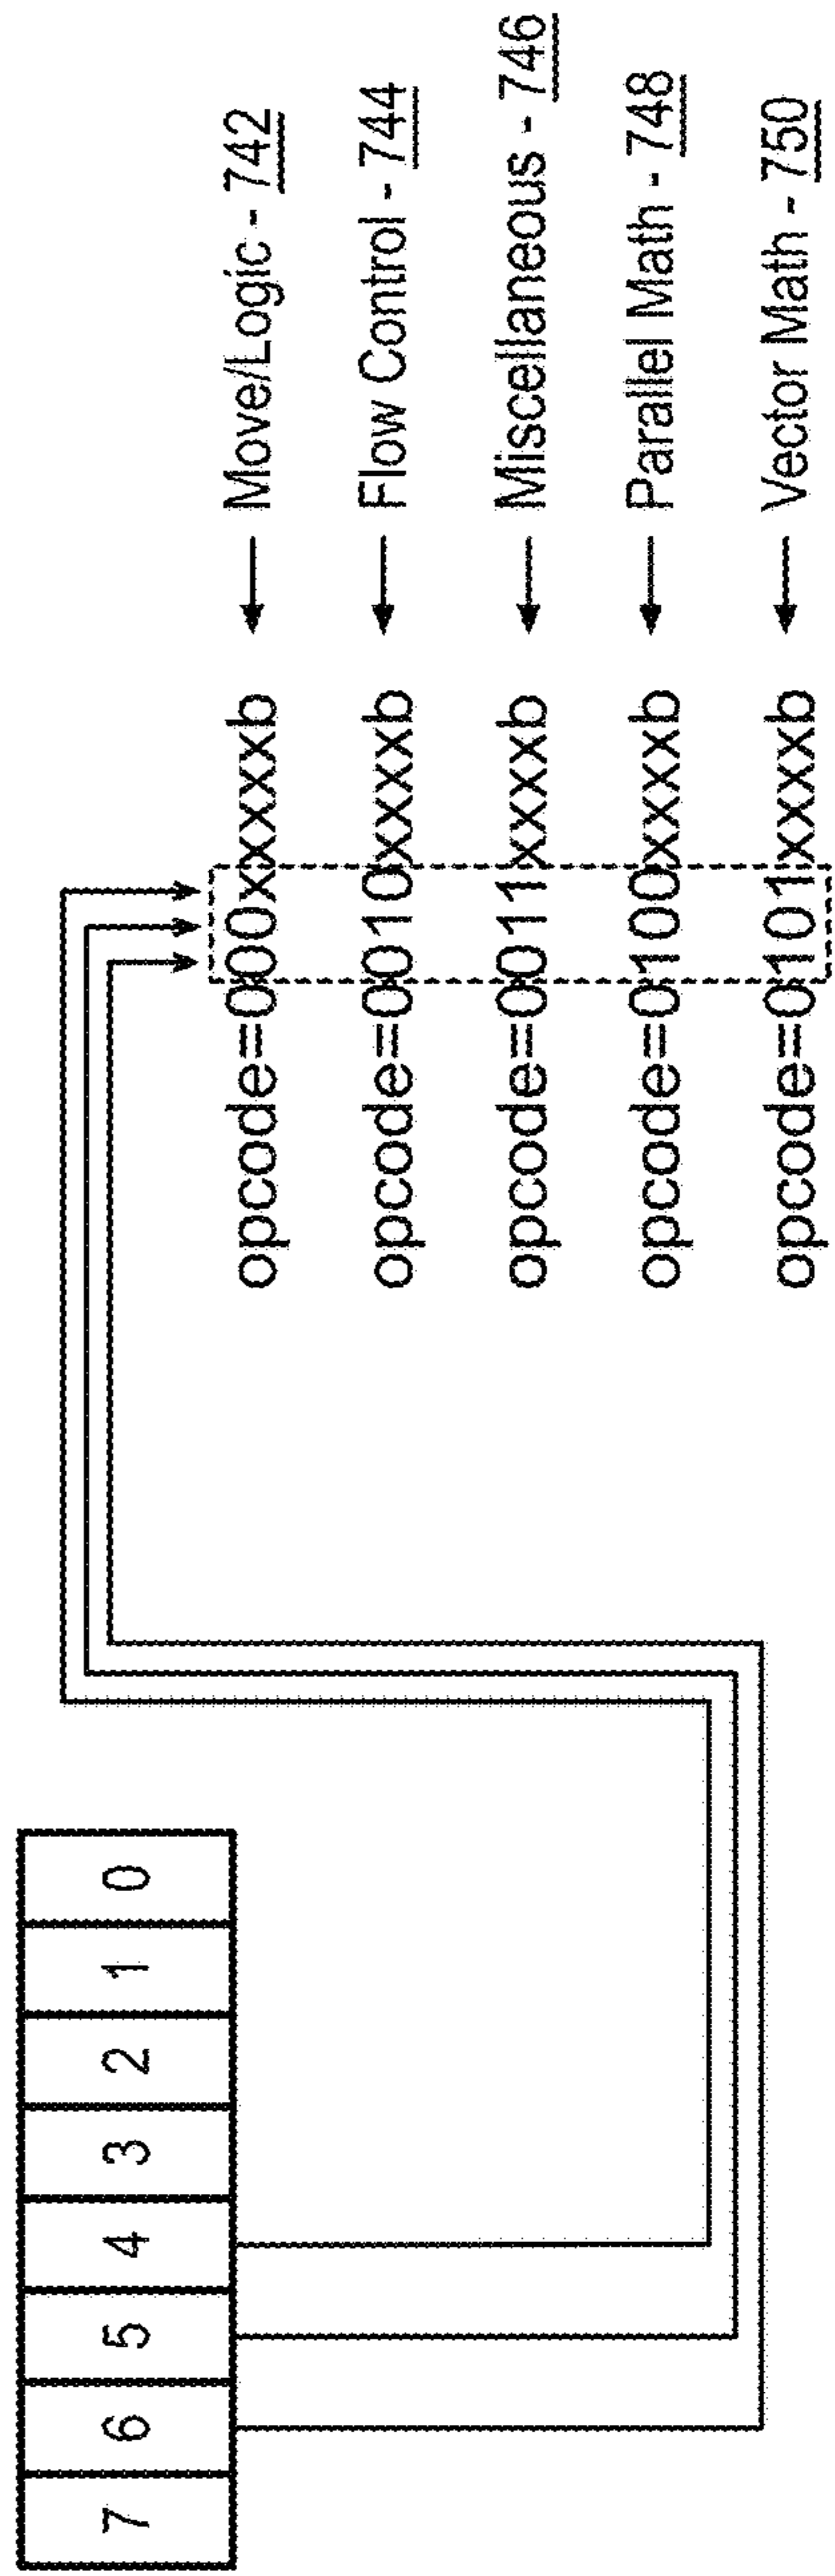 7 6 5 4 3 2 1 0
opcode=000xxxxxb ← Move/Logic - 742
opcode=0010xxxxb ← Flow Control - 744
opcode=0011xxxxb ← Miscellaneous - 746
opcode=0100xxxxb ← Parallel Math - 748
opcode=0101xxxxb ← Vector Math - 750